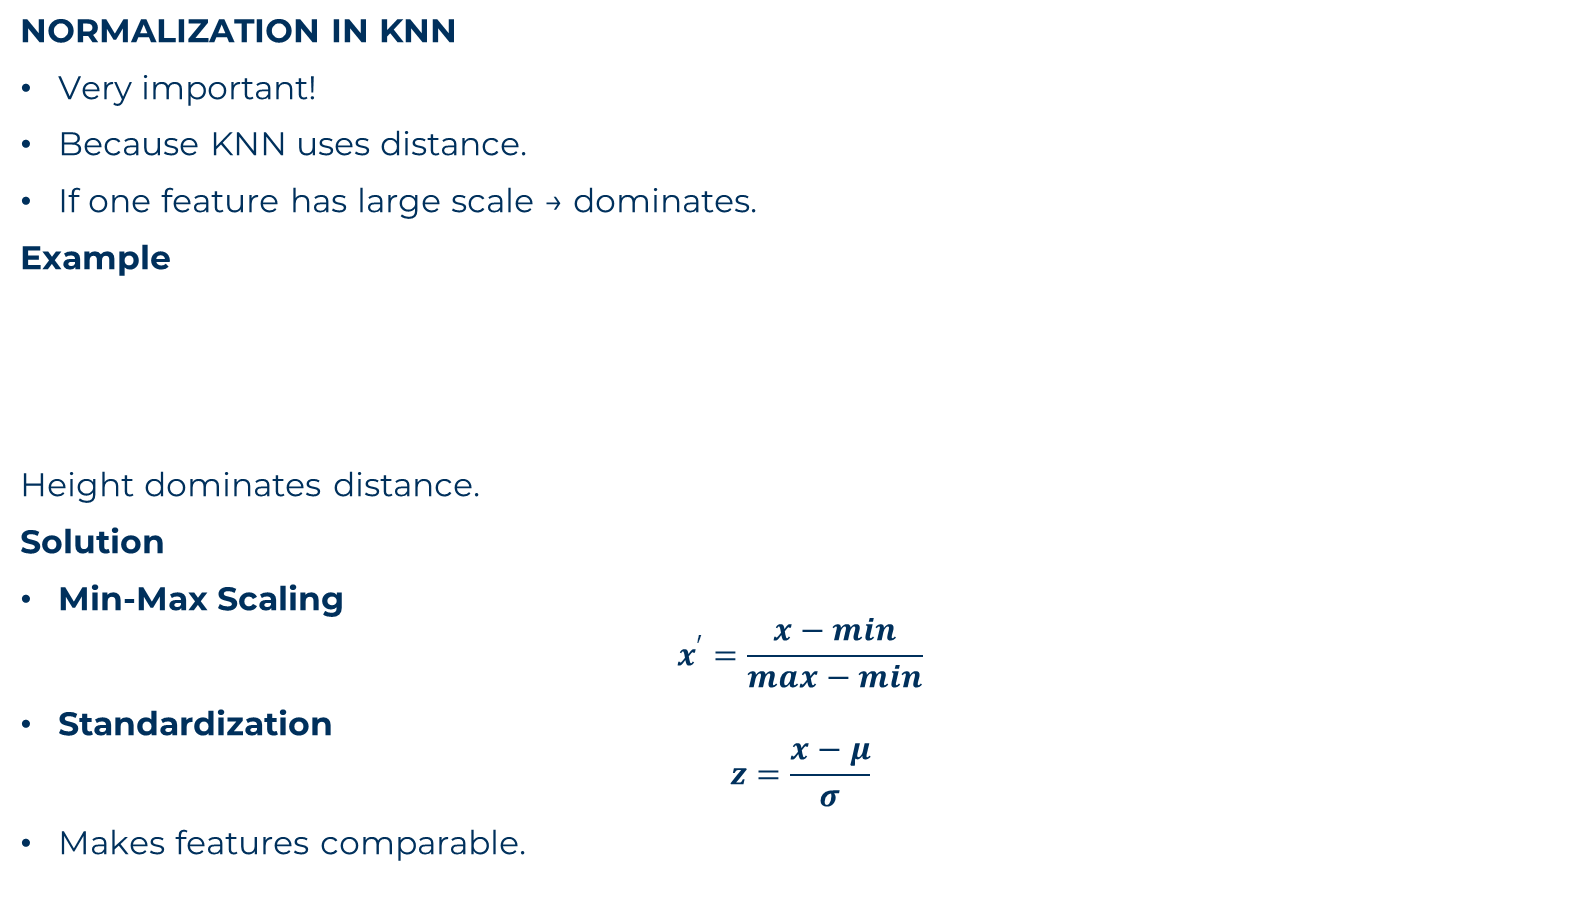 NORMALIZATION IN KNN
• Very important!
• Because KNN uses distance.
• If one feature has large scale → dominates.
Example
Height dominates distance.
Solution
• Min-Max Scaling
x′ = (x − min) / (max − min)
• Standardization
z = (x − μ) / σ
• Makes features comparable.